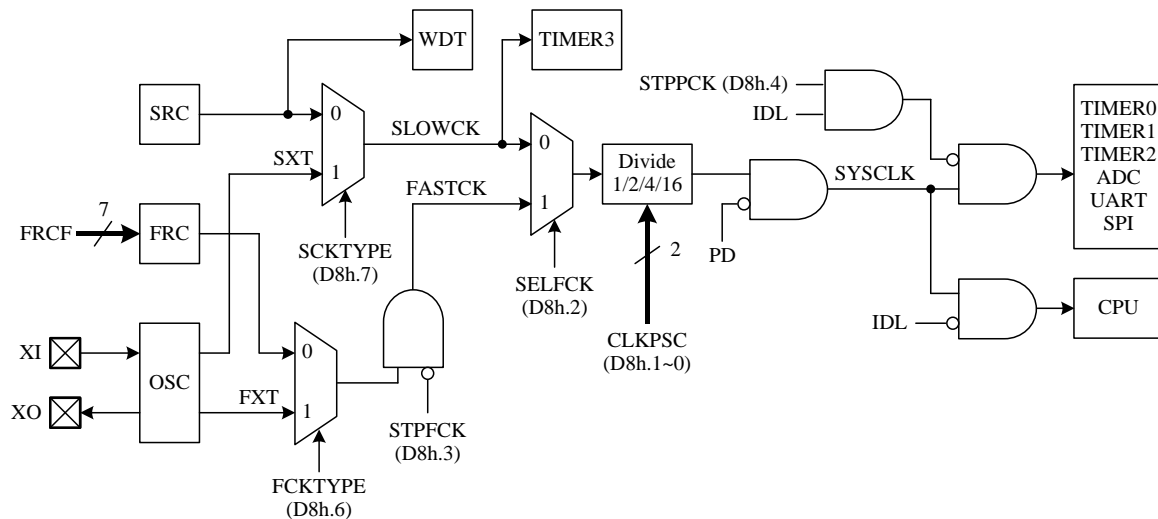 WDT
TIMER3
SRC
0
1
SXT
SCKTYPE
(D8h.7)
SLOWCK
FASTCK
0
1
SELFCK
(D8h.2)
Divide
1/2/4/16
2
CLKPSC
(D8h.1~0)
STPPCK (D8h.4)
IDL
PD
SYSCLK
TIMER0
TIMER1
TIMER2
ADC
UART
SPI
IDL
CPU
FRCF
7
FRC
XI
XO
OSC
FXT
0
1
FCKTYPE
(D8h.6)
STPFCK
(D8h.3)